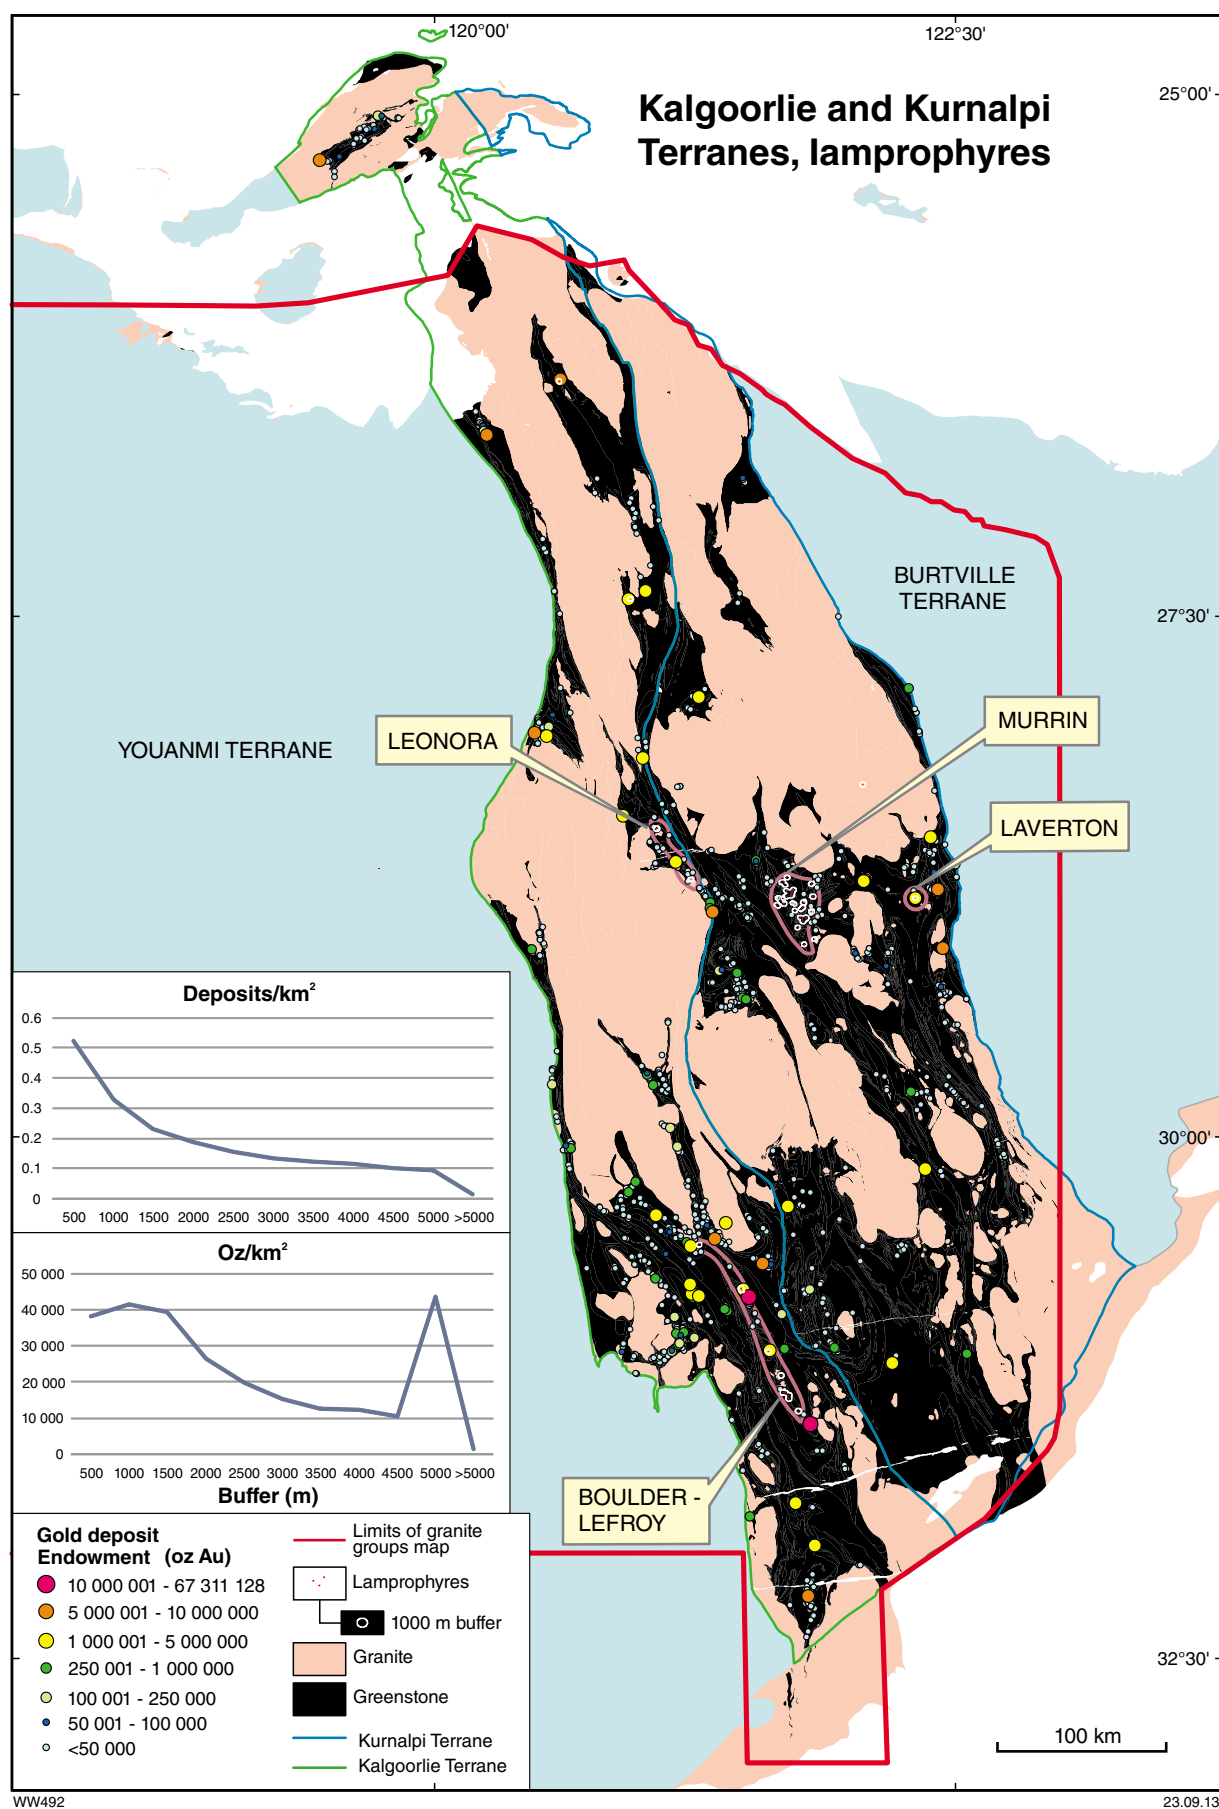 120°00'
122°30'
25°00'
Kalgoorlie and Kurnalpi
Terranes, lamprophyres
BURTVILLE
TERRANE
27°30'
MURRIN
LEONORA
YOUANMI TERRANE
LAVERTON
Deposits/km²
0.6
0.5
0.4
0.3
0.2
0.1
0
500 1000 1500 2000 2500 3000 3500 4000 4500 5000 >5000
30°00'
Oz/km²
50 000
40 000
30 000
20 000
10 000
0
500 1000 1500 2000 2500 3000 3500 4000 4500 5000 >5000
Buffer (m)
BOULDER -
LEFROY
Gold deposit
Endowment (oz Au)
10 000 001 - 67 311 128
5 000 001 - 10 000 000
1 000 001 - 5 000 000
250 001 - 1 000 000
100 001 - 250 000
50 001 - 100 000
<50 000
Limits of granite
groups map
Lamprophyres
1000 m buffer
Granite
Greenstone
Kurnalpi Terrane
Kalgoorlie Terrane
32°30'
100 km
WW492
23.09.13